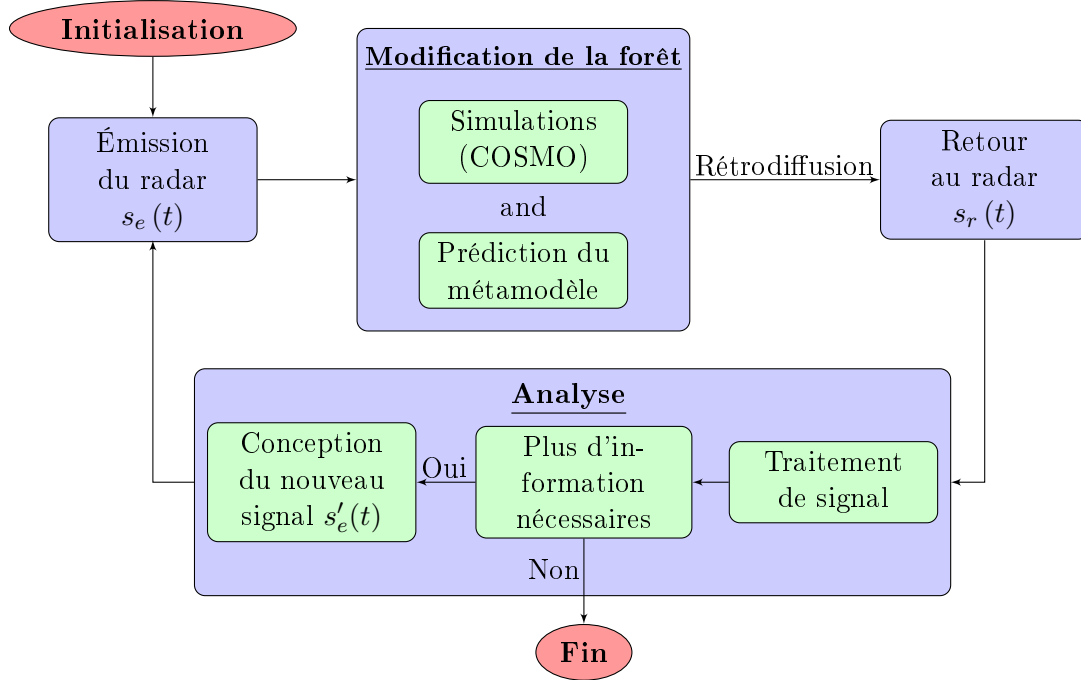 Initialisation
Émission
du radar
s_e (t)
Modification de la forêt
Simulations
(COSMO)
and
Prédiction du
métamodèle
Rétrodiffusion
Retour
au radar
s_r (t)
Analyse
Conception
du nouveau
signal s'_e(t)
Oui
Plus d'in-
formation
nécessaires
Traitement
de signal
Non
Fin